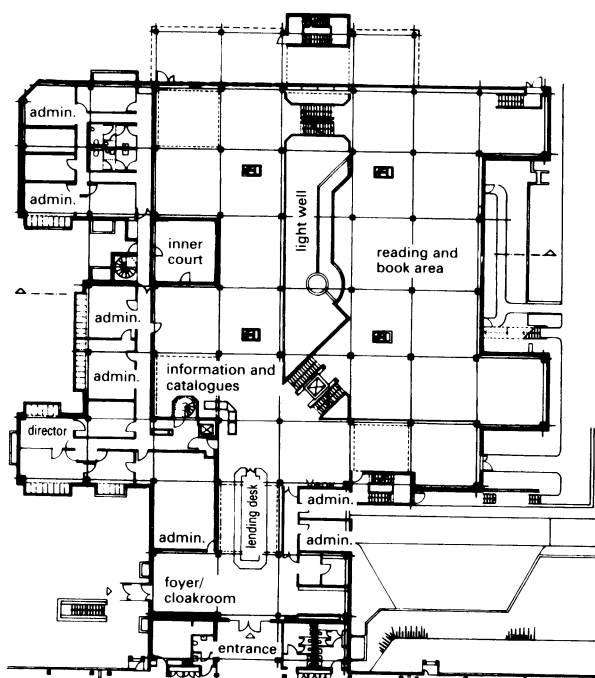 admin.
admin.
light well
inner
court
reading and
book area
admin.
admin.
information and
catalogues
director
lending desk
admin.
admin.
admin.
foyer/
cloakroom
entrance